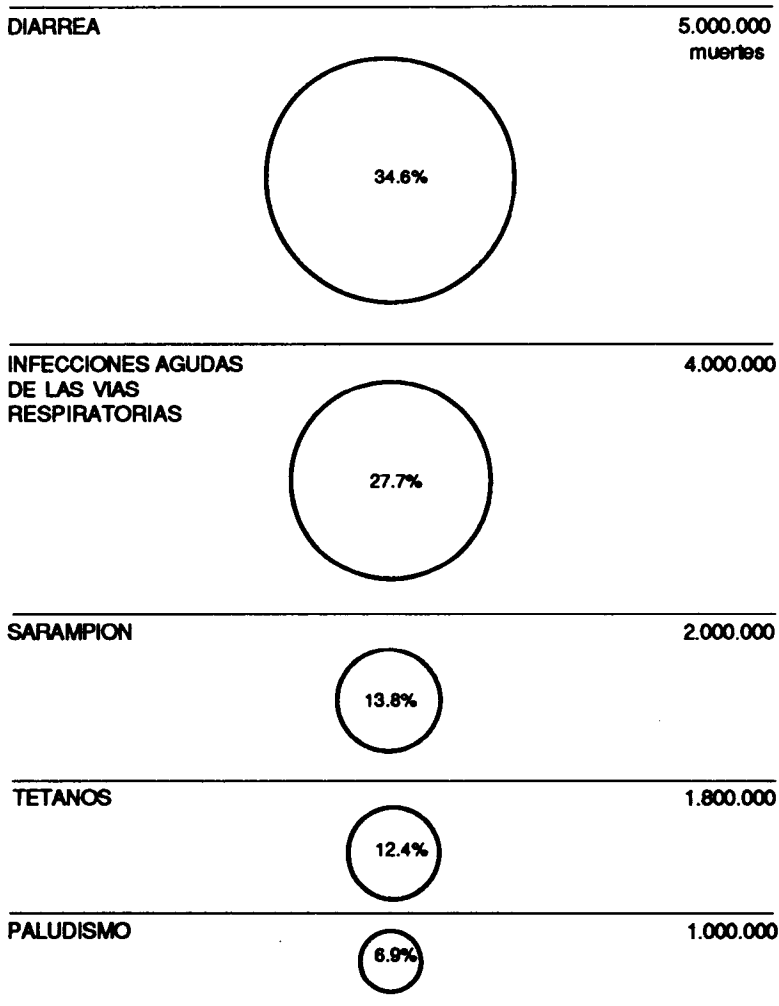 DIARREA
5.000.000
muertes
34.6%
INFECCIONES AGUDAS
DE LAS VIAS
RESPIRATORIAS
4.000.000
27.7%
SARAMPION
2.000.000
13.8%
TETANOS
1.800.000
12.4%
PALUDISMO
1.000.000
6.9%